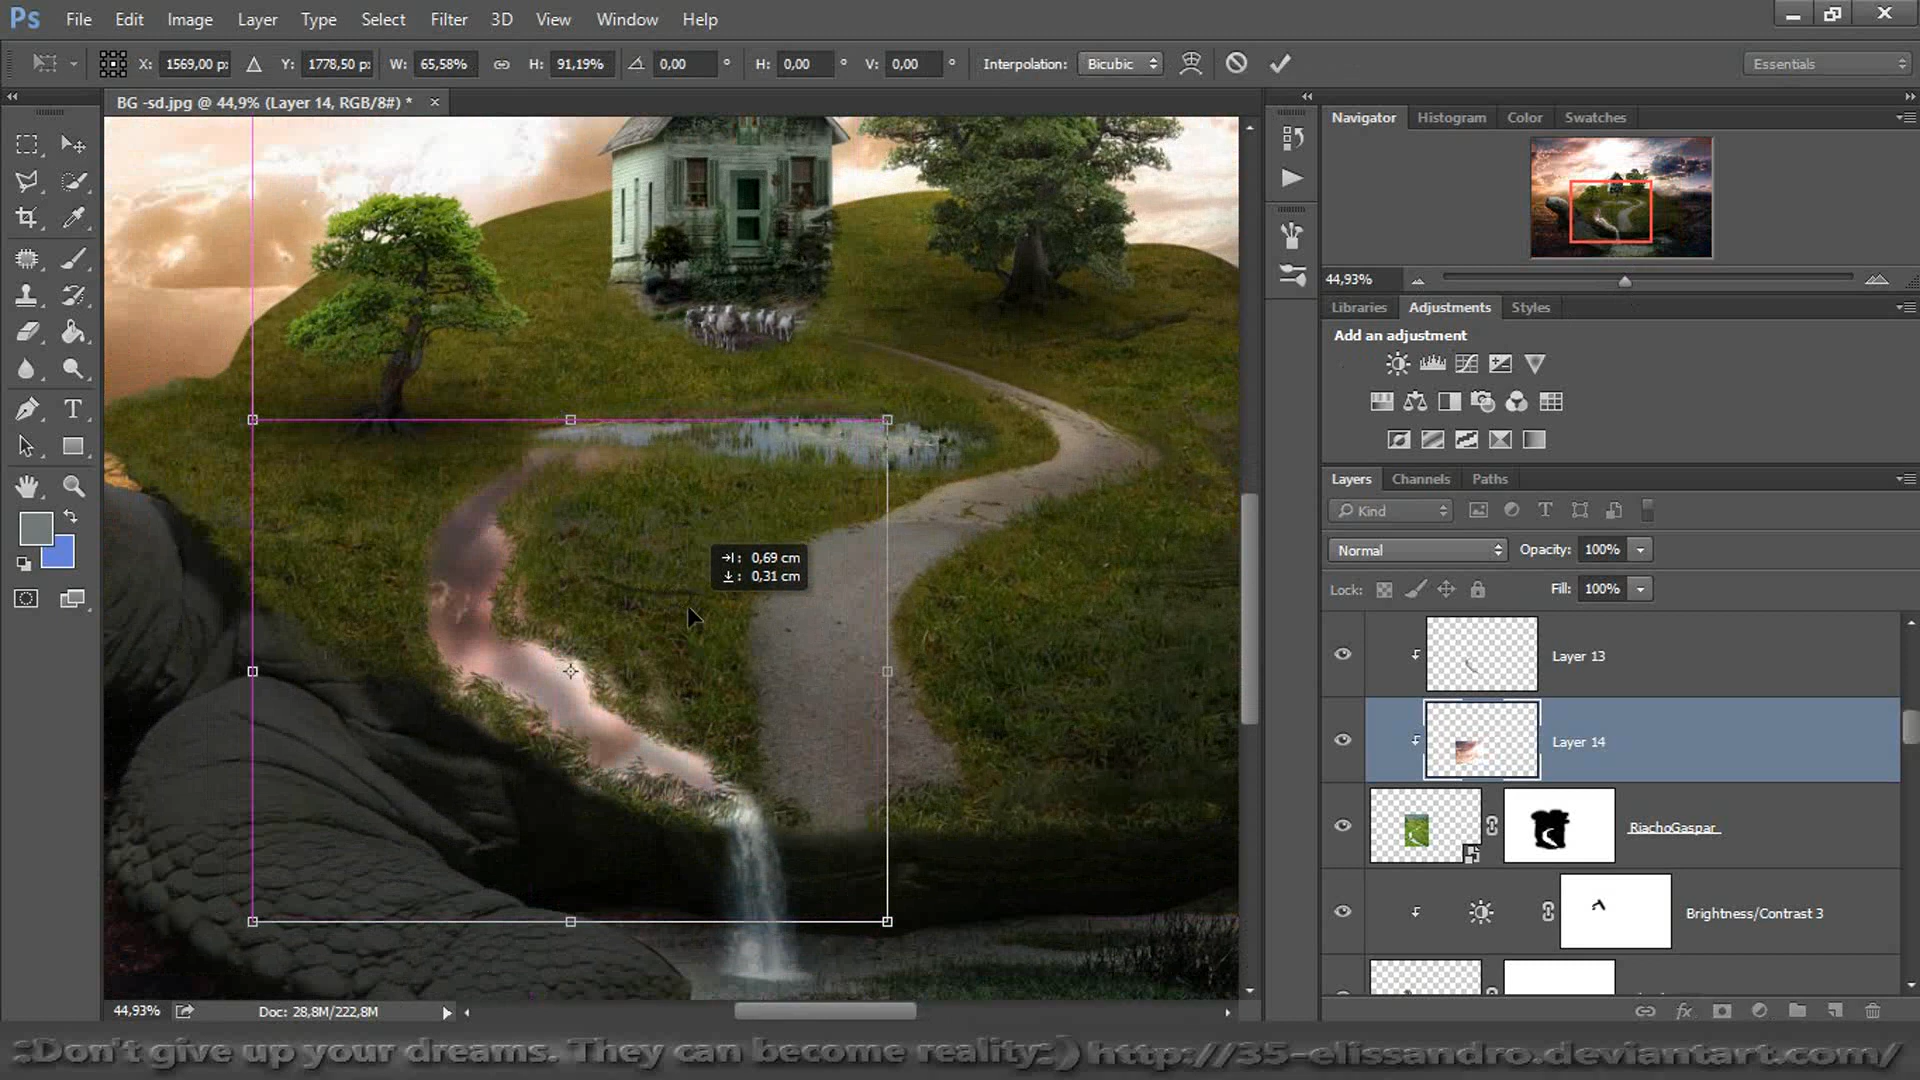 Ps File Edit Image Layer Type Select Filter 3D View Window Help
X: 1569,00 px Y: 1778,50 px W: 65,58% H: 91,19% 0,00 ° H: 0,00 ° V: 0,00 ° Interpolation: Bicubic Essentials
BG -sd.jpg @ 44,9% (Layer 14, RGB/8#) * ×
Navigator Histogram Color Swatches
44,93%
Libraries Adjustments Styles
Add an adjustment
Layers Channels Paths
Kind
Normal Opacity: 100%
Lock: Fill: 100%
0,69 cm
0,31 cm
Layer 13
Layer 14
RiachoGaspar
Brightness/Contrast 3
44,93% Doc: 28,8M/222,8M
fx
:;Don't give up your dreams. They can become reality:;) http://35-elissandro.deviantart.com/